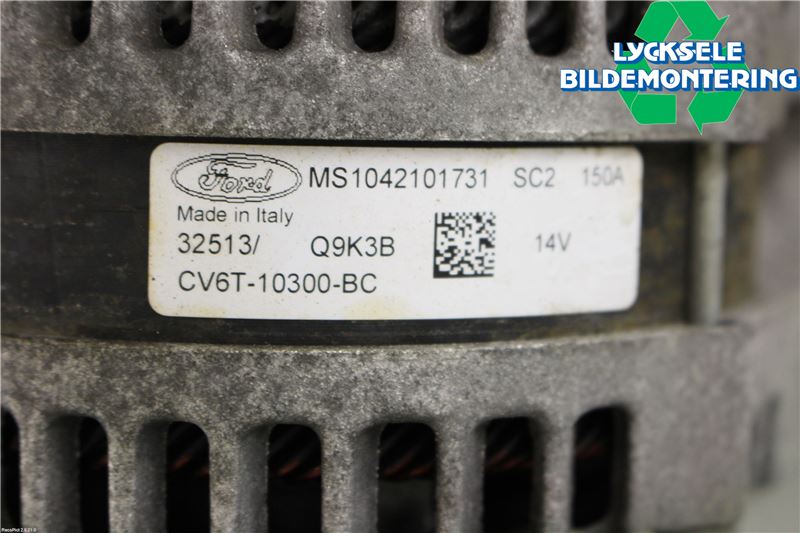 LYCKSELE
BILDEMONTERING
Ford MS1042101731 SC2 150A
Made in Italy
32513/ Q9K3B 14V
CV6T-10300-BC